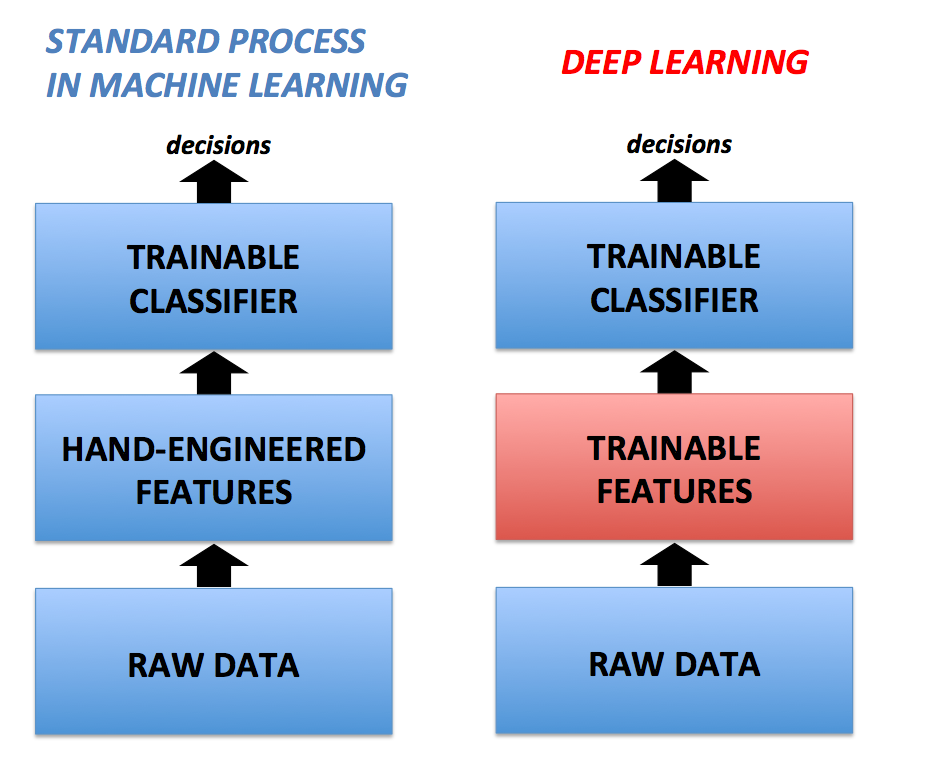 STANDARD PROCESS
IN MACHINE LEARNING
decisions
TRAINABLE
CLASSIFIER
HAND-ENGINEERED
FEATURES
RAW DATA
DEEP LEARNING
decisions
TRAINABLE
CLASSIFIER
TRAINABLE
FEATURES
RAW DATA